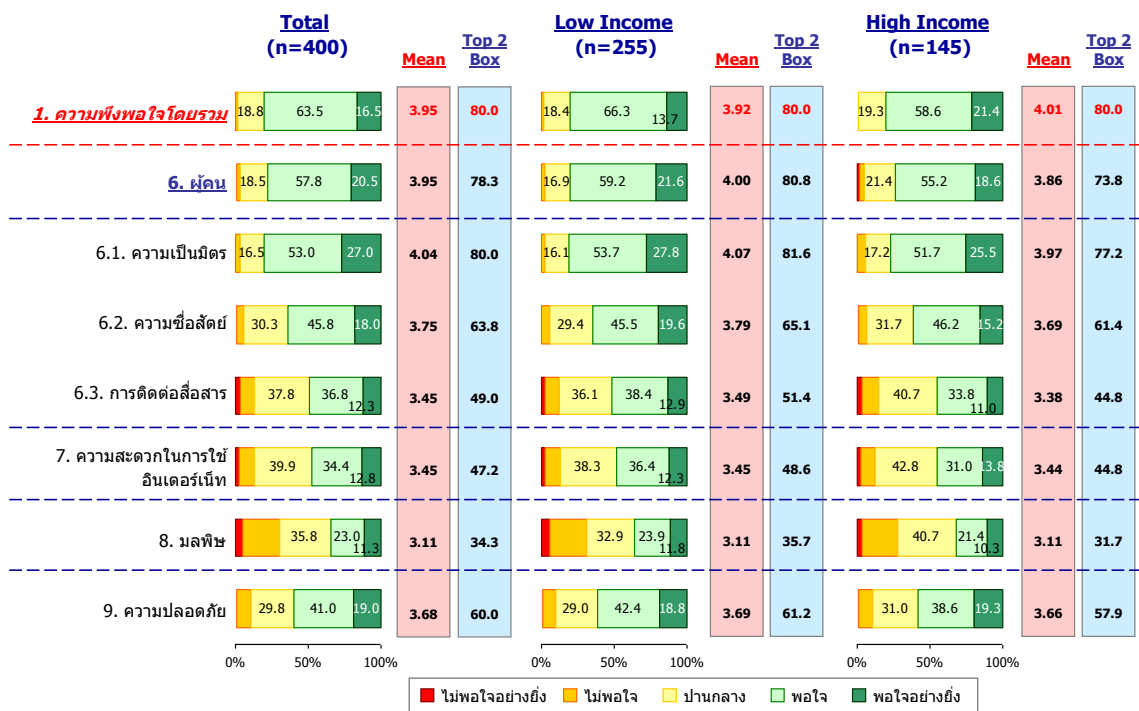 Total
(n=400)
Mean
Top 2
Box
Low Income
(n=255)
Mean
Top 2
Box
High Income
(n=145)
Mean
Top 2
Box
1. ความพึงพอใจโดยรวม 18.8 63.5 16.5 3.95 80.0 18.4 66.3 13.7 3.92 80.0 19.3 58.6 21.4 4.01 80.0
6. ผู้คน 18.5 57.8 20.5 3.95 78.3 16.9 59.2 21.6 4.00 80.8 21.4 55.2 18.6 3.86 73.8
6.1. ความเป็นมิตร 16.5 53.0 27.0 4.04 80.0 16.1 53.7 27.8 4.07 81.6 17.2 51.7 25.5 3.97 77.2
6.2. ความซื่อสัตย์ 30.3 45.8 18.0 3.75 63.8 29.4 45.5 19.6 3.79 65.1 31.7 46.2 15.2 3.69 61.4
6.3. การติดต่อสื่อสาร 37.8 36.8 12.3 3.45 49.0 36.1 38.4 12.9 3.49 51.4 40.7 33.8 11.0 3.38 44.8
7. ความสะดวกในการใช้
อินเตอร์เน็ท 39.9 34.4 12.8 3.45 47.2 38.3 36.4 12.3 3.45 48.6 42.8 31.0 13.8 3.44 44.8
8. มลพิษ 35.8 23.0 11.3 3.11 34.3 32.9 23.9 11.8 3.11 35.7 40.7 21.4 10.3 3.11 31.7
9. ความปลอดภัย 29.8 41.0 19.0 3.68 60.0 29.0 42.4 18.8 3.69 61.2 31.0 38.6 19.3 3.66 57.9
0% 100% 0% 100% 0% 100%
ไม่พอใจอย่างยิ่ง ไม่พอใจ ปานกลาง พอใจ พอใจอย่างยิ่ง